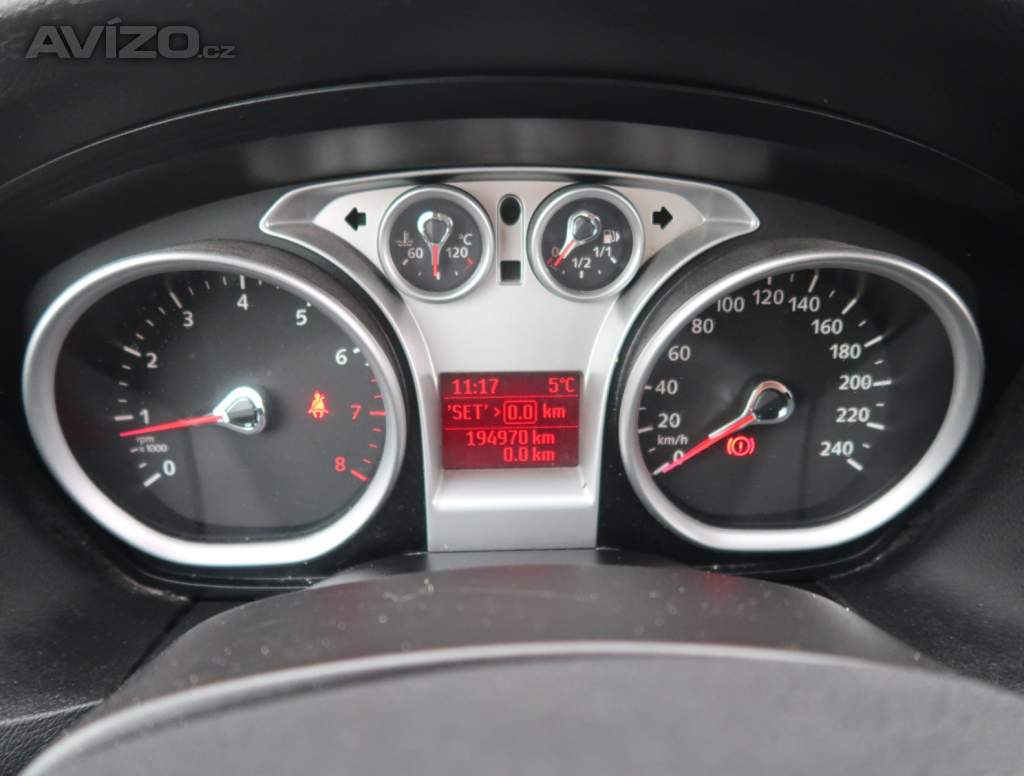 AVÍZO.cz
60 120 °C
0 1/2 1/1
0 1 2 3 4 5 6 7 8
rpm
x 1000
11:17 5°C
'SET' > 0.0 km
194970 km
0.0 km
0 20 40 60 80 100 120 140 160 180 200 220 240
km/h